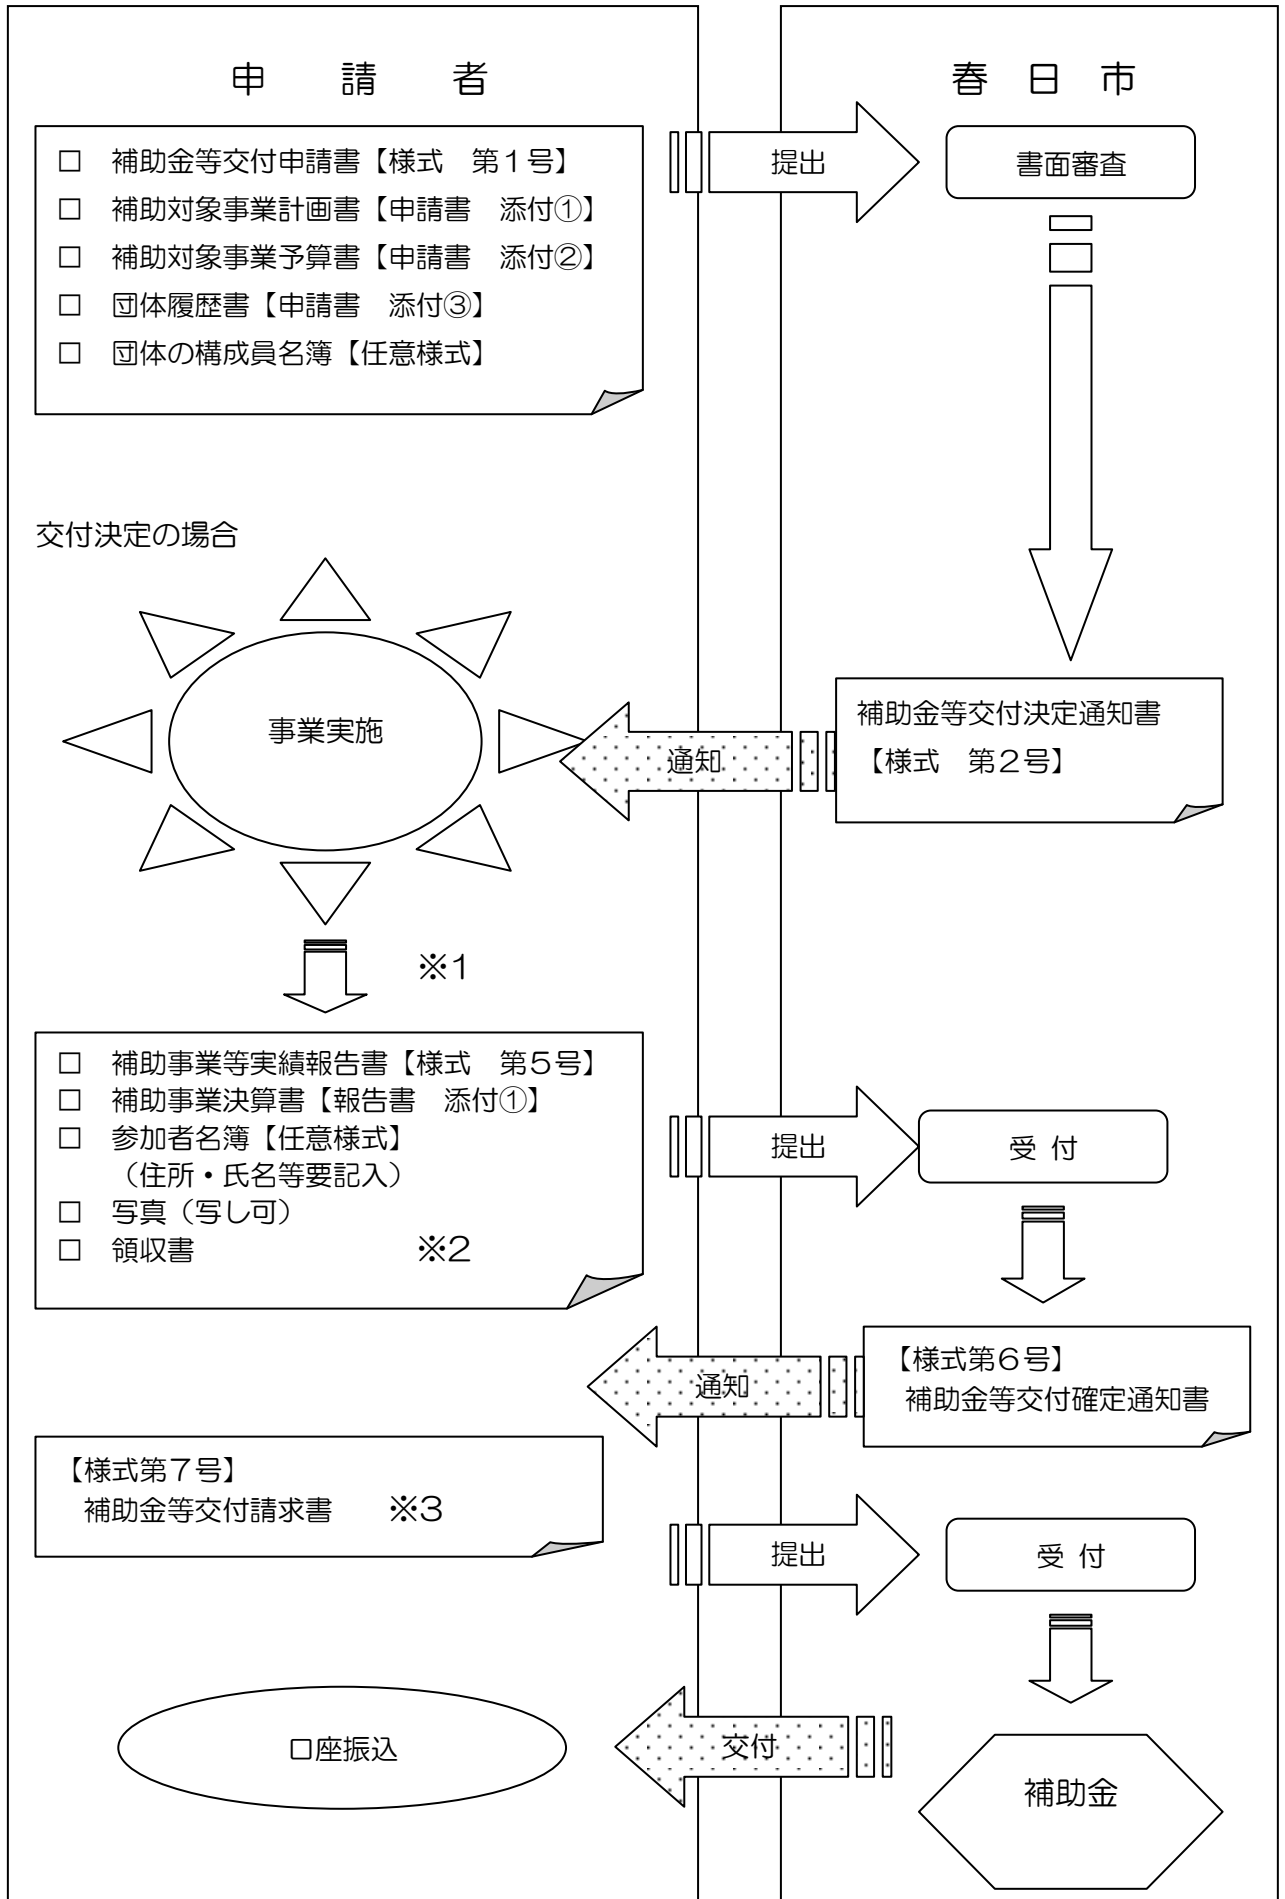 申　請　者
春　日　市
□　補助金等交付申請書【様式　第１号】
□　補助対象事業計画書【申請書　添付①】
□　補助対象事業予算書【申請書　添付②】
□　団体履歴書【申請書　添付③】
□　団体の構成員名簿【任意様式】
提出
書面審査
交付決定の場合
事業実施
通知
補助金等交付決定通知書
【様式　第２号】
※1
□　補助事業等実績報告書【様式　第５号】
□　補助事業決算書【報告書　添付①】
□　参加者名簿【任意様式】
（住所・氏名等要記入）
□　写真（写し可）
□　領収書　※2
提出
受 付
通知
【様式第６号】
補助金等交付確定通知書
【様式第７号】
補助金等交付請求書　※3
提出
受 付
口座振込
交付
補助金